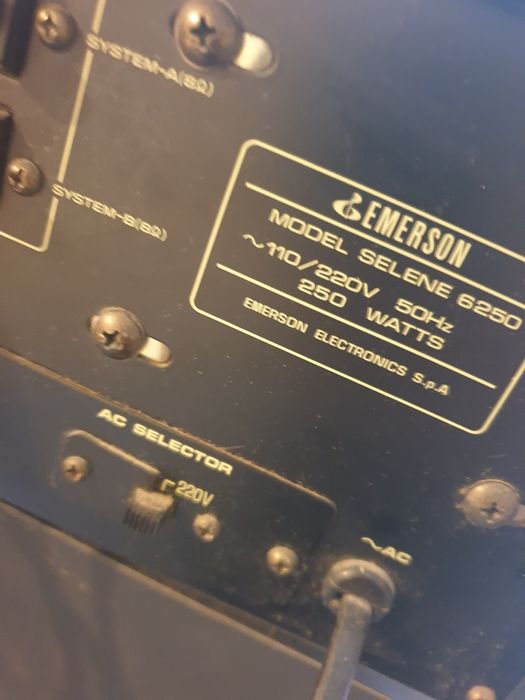 SYSTEM-A(8Ω)
SYSTEM-B(8Ω)
EMERSON
MODEL SELENE 6250
~110/220V 50Hz
250 WATTS
EMERSON ELECTRONICS S.p.A
AC SELECTOR
220V
~AC